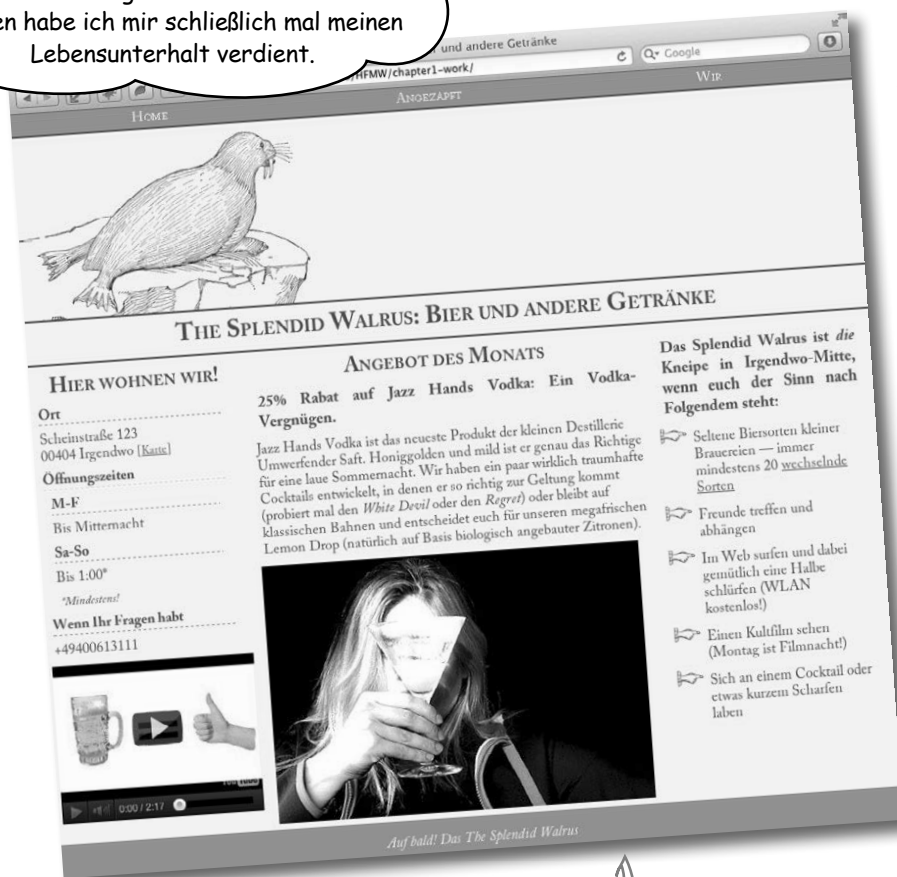 habe ich mir schließlich mal meinen
Lebensunterhalt verdient.
und andere Getränke
/HFMW/chapter1-work/
Google
HOME
ANGEZAPFT
WIR
THE SPLENDID WALRUS: BIER UND ANDERE GETRÄNKE
HIER WOHNEN WIR!
Ort
Scheinstraße 123
00404 Irgendwo [Karte]
Öffnungszeiten
M-F
Bis Mitternacht
Sa-So
Bis 1:00*
*Mindestens!
Wenn Ihr Fragen habt
+49400613111
0:00 / 2:17
ANGEBOT DES MONATS
25% Rabat auf Jazz Hands Vodka: Ein Vodka-
Vergnügen.
Jazz Hands Vodka ist das neueste Produkt der kleinen Destillerie
Umwerfender Saft. Honiggolden und mild ist er genau das Richtige
für eine laue Sommernacht. Wir haben ein paar wirklich traumhafte
Cocktails entwickelt, in denen er so richtig zur Geltung kommt
(probiert mal den White Devil oder den Regret) oder bleibt auf
klassischen Bahnen und entscheidet euch für unseren megafrischen
Lemon Drop (natürlich auf Basis biologisch angebauter Zitronen).
Das Splendid Walrus ist die
Kneipe in Irgendwo-Mitte,
wenn euch der Sinn nach
Folgendem steht:
Seltene Biersorten kleiner
Brauereien — immer
mindestens 20 wechselnde
Sorten
Freunde treffen und
abhängen
Im Web surfen und dabei
gemütlich eine Halbe
schlürfen (WLAN
kostenlos!)
Einen Kultfilm sehen
(Montag ist Filmnacht!)
Sich an einem Cocktail oder
etwas kurzem Scharfen
laben
Auf bald! Das The Splendid Walrus